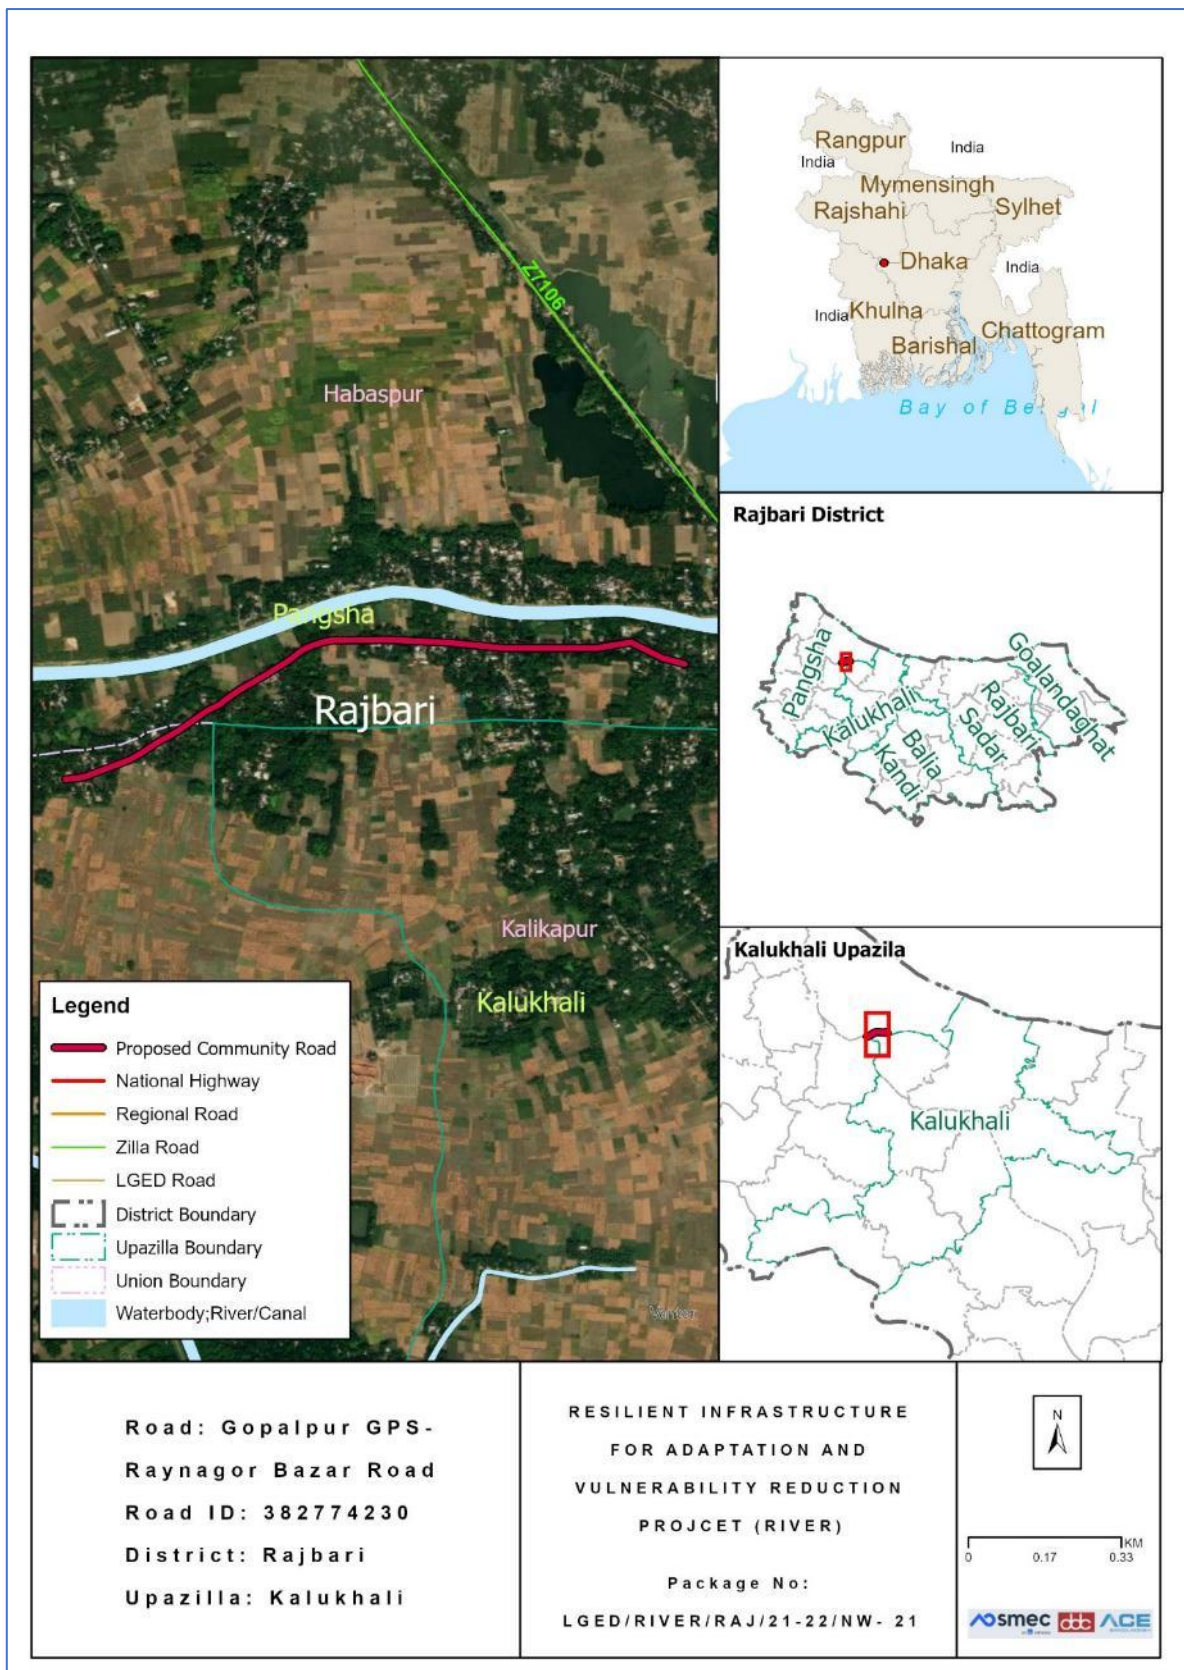 Z7106
Habaspur
Pangsha
Rajbari
Kalikapur
Kalukhali
Legend
Proposed Community Road
National Highway
Regional Road
Zilla Road
LGED Road
District Boundary
Upazilla Boundary
Union Boundary
Waterbody;River/Canal
Rangpur
India
India
Mymensingh
Rajshahi
Sylhet
Dhaka
India
India
Khulna
Chattogram
Barishal
Bay of Bengal
Rajbari District
Pangsha
Kalukhali
Balia
Kandi
Rajbari
Sadar
Goalandaghat
Kalukhali Upazila
Kalukhali
Road: Gopalpur GPS-
Raynagor Bazar Road
Road ID: 382774230
District: Rajbari
Upazilla: Kalukhali
RESILIENT INFRASTRUCTURE
FOR ADAPTATION AND
VULNERABILITY REDUCTION
PROJCET (RIVER)
Package No:
LGED/RIVER/RAJ/21-22/NW- 21
N
KM
0 0.17 0.33
smec
ACE